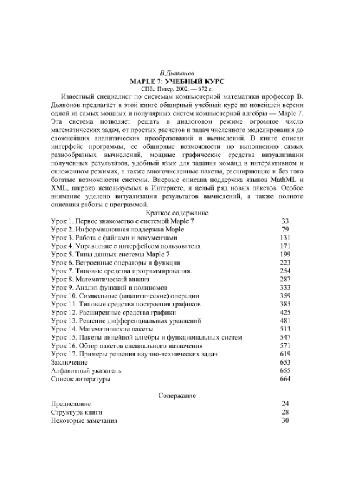 В.Дьяконов
MAPLE 7: УЧЕБНЫЙ КУРС
СПб.: Питер, 2002. — 672 с.
Известный специалист по системам компьютерной математики профессор В.
Дьяконов предлагает в этой книге обширный учебный курс по новейшей версии
одной из самых мощных и популярных систем компьютерной алгебры — Maple 7.
Эта система позволяет решать в диалоговом режиме огромное число
математических задач, от простых расчетов и задач численного моделирования до
сложнейших аналитических преобразований и вычислений. В книге описан
интерфейс программы, ее обширные возможности по выполнению самых
разнообразных вычислений, мощные графические средства визуализации
полученных результатов, удобный язык для задания команд в интерактивном и
отложенном режимах, а также многочисленные пакеты, расширяющие и без того
богатые возможности системы. Впервые описана поддержка языков MathML и
XML, широко используемых в Интернете, и целый ряд новых пакетов. Особое
внимание уделено визуализации результатов вычислений, а также полноте
описания работы с программой.
Краткое содержание
Урок 1. Первое знакомство с системой Maple 7 33
Урок 2. Информационная поддержка Maple 79
Урок 3. Работа с файлами и документами 131
Урок 4. Управление интерфейсом пользователя 171
Урок 5. Типы данных системы Maple 7 199
Урок 6. Встроенные операторы и функции 223
Урок 7. Типовые средства программирования 254
Урок 8. Математический анализ 287
Урок 9. Анализ функций и полиномов 333
Урок 10. Символьные (аналитические) операции 359
Урок 11. Типовые средства построения графиков 385
Урок 12. Расширенные средства графики 425
Урок 13. Решение дифференциальных уравнений 481
Урок 14. Математические пакеты 513
Урок 15. Пакеты линейной алгебры и функциональных систем 547
Урок 16. Обзор пакетов специального назначения 571
Урок 17. Примеры решения научно-технических задач 619
Заключение 653
Алфавитный указатель 655
Список литературы 664
Содержание
Предисловие 24
Структура книги 28
Некоторые замечания 30